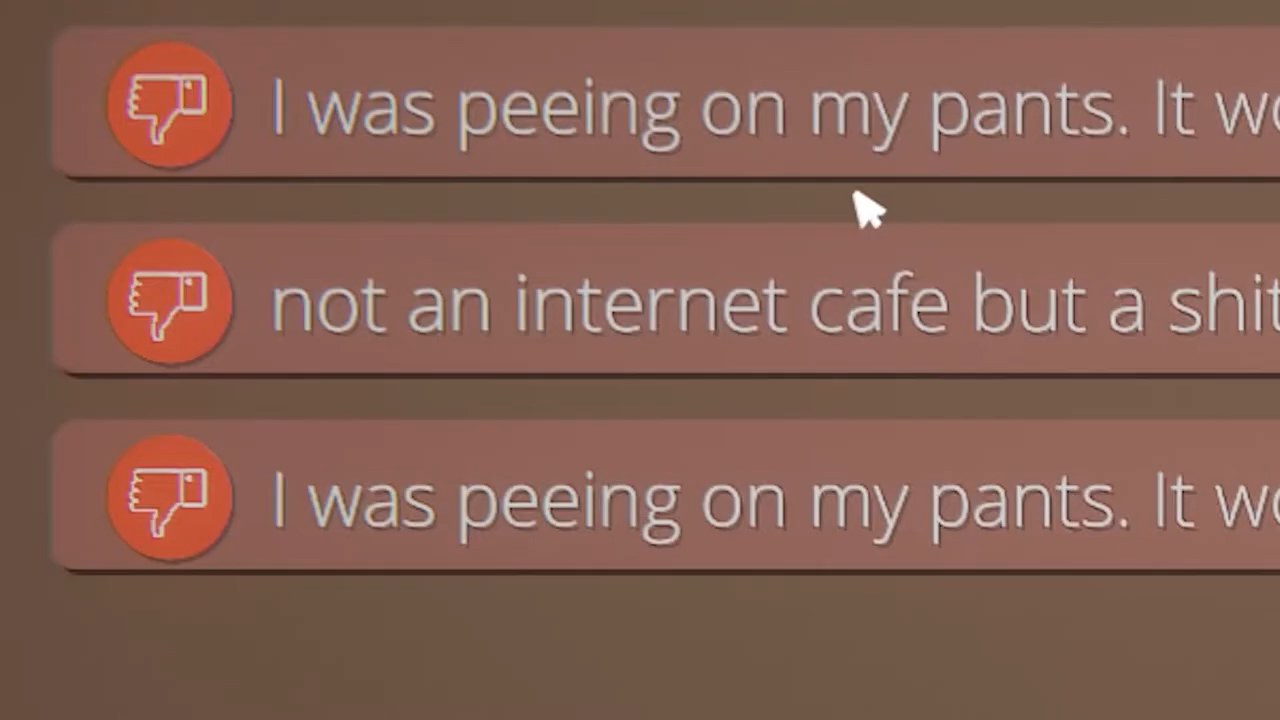 I was peeing on my pants. It
not an internet cafe but a
I was peeing on my pants. It